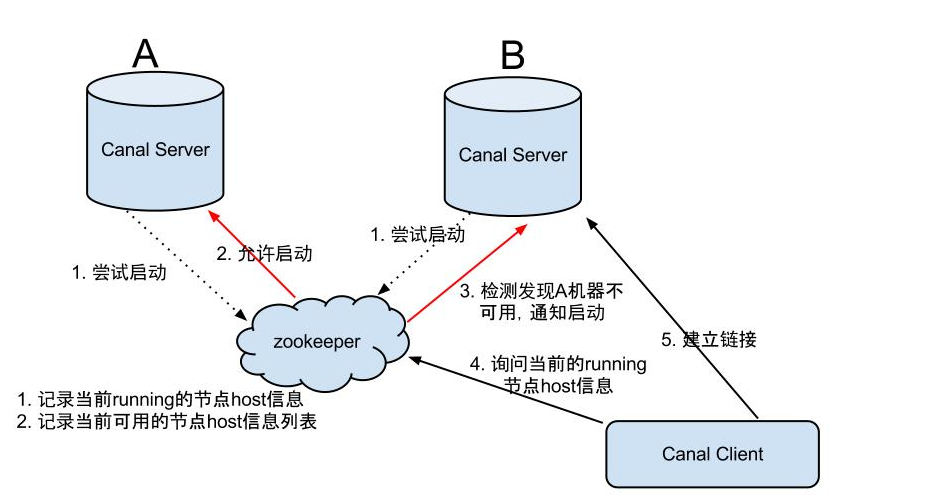 A
B
Canal Server
Canal Server
1. 尝试启动
2. 允许启动
1. 尝试启动
3. 检测发现A机器不
可用，通知启动
zookeeper
5. 建立链接
4. 询问当前的running
节点host信息
1. 记录当前running的节点host信息
2. 记录当前可用的节点host信息列表
Canal Client